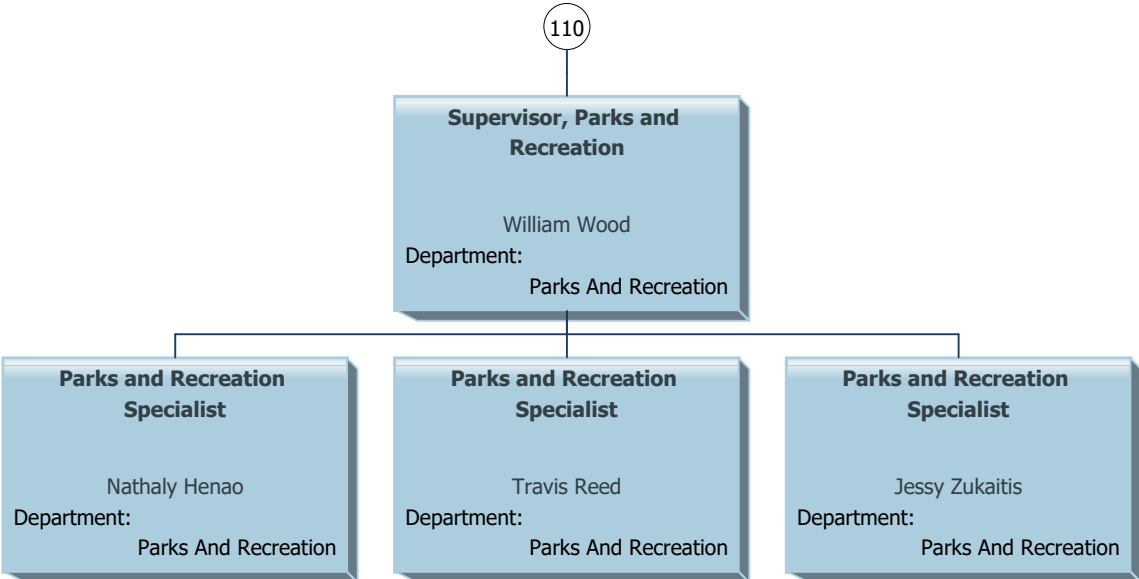 110
Supervisor, Parks and
Recreation
William Wood
Department:
Parks And Recreation
Parks and Recreation
Specialist
Nathaly Henao
Department:
Parks And Recreation
Parks and Recreation
Specialist
Travis Reed
Department:
Parks And Recreation
Parks and Recreation
Specialist
Jessy Zukaitis
Department:
Parks And Recreation